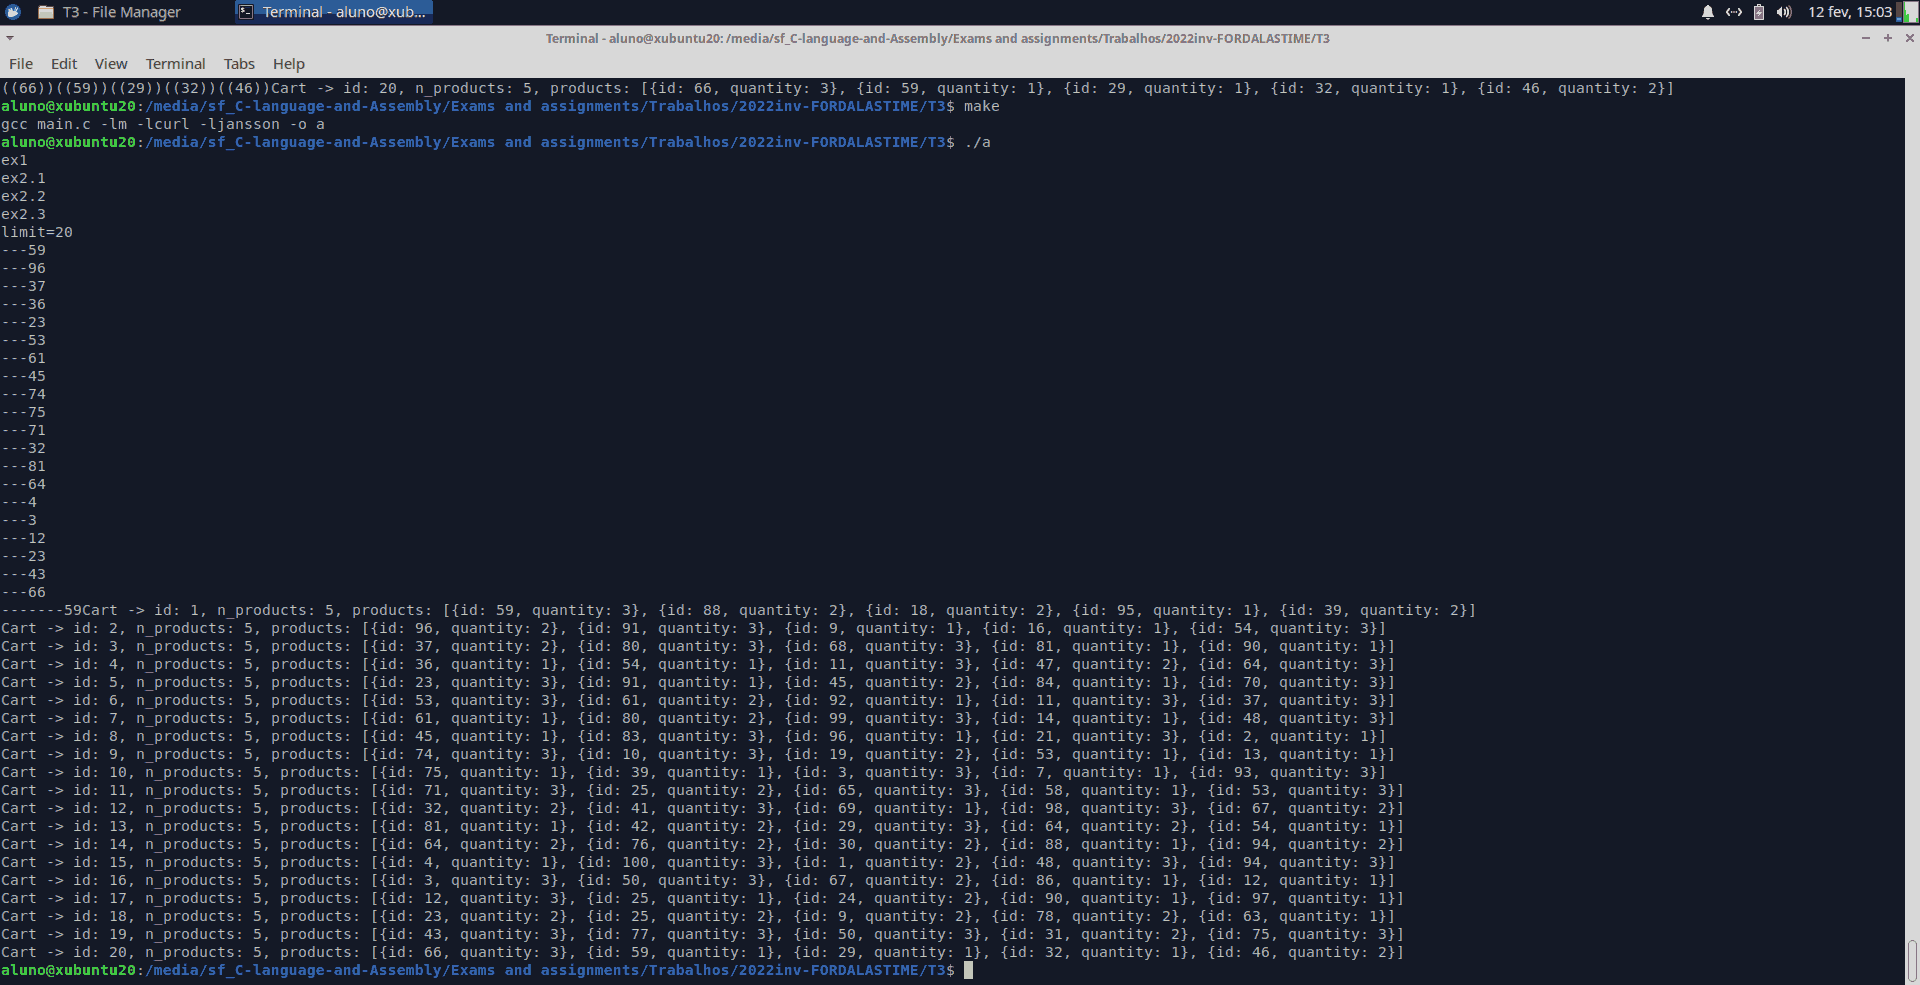 T3 - File Manager
Terminal - aluno@xub...
12 fev, 15:03
Terminal - aluno@xubuntu20: /media/sf_C-language-and-Assembly/Exams and assignments/Trabalhos/2022inv-FORDALASTIME/T3
File Edit View Terminal Tabs Help
((66))((59))((29))((32))((46))Cart -> id: 20, n_products: 5, products: [{id: 66, quantity: 3}, {id: 59, quantity: 1}, {id: 29, quantity: 1}, {id: 32, quantity: 1}, {id: 46, quantity: 2}]
aluno@xubuntu20:/media/sf_C-language-and-Assembly/Exams and assignments/Trabalhos/2022inv-FORDALASTIME/T3$ make
gcc main.c -lm -lcurl -ljansson -o a
aluno@xubuntu20:/media/sf_C-language-and-Assembly/Exams and assignments/Trabalhos/2022inv-FORDALASTIME/T3$ ./a
ex1
ex2.1
ex2.2
ex2.3
limit=20
---59
---96
---37
---36
---23
---53
---61
---45
---74
---75
---71
---32
---81
---64
---4
---3
---12
---23
---43
---66
-------59Cart -> id: 1, n_products: 5, products: [{id: 59, quantity: 3}, {id: 88, quantity: 2}, {id: 18, quantity: 2}, {id: 95, quantity: 1}, {id: 39, quantity: 2}]
Cart -> id: 2, n_products: 5, products: [{id: 96, quantity: 2}, {id: 91, quantity: 3}, {id: 9, quantity: 1}, {id: 16, quantity: 1}, {id: 54, quantity: 3}]
Cart -> id: 3, n_products: 5, products: [{id: 37, quantity: 2}, {id: 80, quantity: 3}, {id: 68, quantity: 3}, {id: 81, quantity: 1}, {id: 90, quantity: 1}]
Cart -> id: 4, n_products: 5, products: [{id: 36, quantity: 1}, {id: 54, quantity: 1}, {id: 11, quantity: 3}, {id: 47, quantity: 2}, {id: 64, quantity: 3}]
Cart -> id: 5, n_products: 5, products: [{id: 23, quantity: 3}, {id: 91, quantity: 1}, {id: 45, quantity: 2}, {id: 84, quantity: 1}, {id: 70, quantity: 3}]
Cart -> id: 6, n_products: 5, products: [{id: 53, quantity: 3}, {id: 61, quantity: 2}, {id: 92, quantity: 1}, {id: 11, quantity: 3}, {id: 37, quantity: 3}]
Cart -> id: 7, n_products: 5, products: [{id: 61, quantity: 1}, {id: 80, quantity: 2}, {id: 99, quantity: 3}, {id: 14, quantity: 1}, {id: 48, quantity: 3}]
Cart -> id: 8, n_products: 5, products: [{id: 45, quantity: 1}, {id: 83, quantity: 3}, {id: 96, quantity: 1}, {id: 21, quantity: 3}, {id: 2, quantity: 1}]
Cart -> id: 9, n_products: 5, products: [{id: 74, quantity: 3}, {id: 10, quantity: 3}, {id: 19, quantity: 2}, {id: 53, quantity: 1}, {id: 13, quantity: 1}]
Cart -> id: 10, n_products: 5, products: [{id: 75, quantity: 1}, {id: 39, quantity: 1}, {id: 3, quantity: 3}, {id: 7, quantity: 1}, {id: 93, quantity: 3}]
Cart -> id: 11, n_products: 5, products: [{id: 71, quantity: 3}, {id: 25, quantity: 2}, {id: 65, quantity: 3}, {id: 58, quantity: 1}, {id: 53, quantity: 3}]
Cart -> id: 12, n_products: 5, products: [{id: 32, quantity: 2}, {id: 41, quantity: 3}, {id: 69, quantity: 1}, {id: 98, quantity: 3}, {id: 67, quantity: 2}]
Cart -> id: 13, n_products: 5, products: [{id: 81, quantity: 1}, {id: 42, quantity: 2}, {id: 29, quantity: 3}, {id: 64, quantity: 2}, {id: 54, quantity: 1}]
Cart -> id: 14, n_products: 5, products: [{id: 64, quantity: 2}, {id: 76, quantity: 2}, {id: 30, quantity: 2}, {id: 88, quantity: 1}, {id: 94, quantity: 2}]
Cart -> id: 15, n_products: 5, products: [{id: 4, quantity: 1}, {id: 100, quantity: 3}, {id: 1, quantity: 2}, {id: 48, quantity: 3}, {id: 94, quantity: 3}]
Cart -> id: 16, n_products: 5, products: [{id: 3, quantity: 3}, {id: 50, quantity: 3}, {id: 67, quantity: 2}, {id: 86, quantity: 1}, {id: 12, quantity: 1}]
Cart -> id: 17, n_products: 5, products: [{id: 12, quantity: 3}, {id: 25, quantity: 1}, {id: 24, quantity: 2}, {id: 90, quantity: 1}, {id: 97, quantity: 1}]
Cart -> id: 18, n_products: 5, products: [{id: 23, quantity: 2}, {id: 25, quantity: 2}, {id: 9, quantity: 2}, {id: 78, quantity: 2}, {id: 63, quantity: 1}]
Cart -> id: 19, n_products: 5, products: [{id: 43, quantity: 3}, {id: 77, quantity: 3}, {id: 50, quantity: 3}, {id: 31, quantity: 2}, {id: 75, quantity: 3}]
Cart -> id: 20, n_products: 5, products: [{id: 66, quantity: 3}, {id: 59, quantity: 1}, {id: 29, quantity: 1}, {id: 32, quantity: 1}, {id: 46, quantity: 2}]
aluno@xubuntu20:/media/sf_C-language-and-Assembly/Exams and assignments/Trabalhos/2022inv-FORDALASTIME/T3$